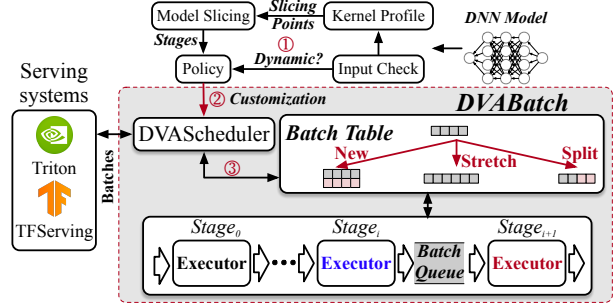 Model Slicing
Slicing
Points
Kernel Profile
DNN Model
Stages
①
Policy
Dynamic?
Input Check
Serving
systems
② Customization
DVABatch
DVAScheduler
Batch Table
New
Stretch
Split
③
Batches
Triton
TFServing
Stage0
Stagei
Stagei+1
Executor
Executor
Batch
Queue
Executor